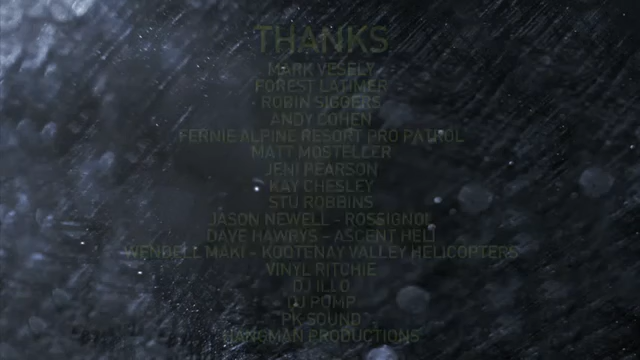 THANKS
MARK VESELY
FOREST LATIMER
ROBIN SIGGERS
ANDY COHEN
FERNIE ALPINE RESORT PRO PATROL
MATT MOSTELLER
JENI PEARSON
KAY CHESLEY
STU ROBBINS
JASON NEWELL - ROSSIGNOL
DAVE HAWRYS - ASCENT HELI
WENDELL MAKI - KOOTENAY VALLEY HELICOPTERS
VINYL RITCHIE
DJ ILLO
DJ PUMP
PK SOUND
HANGMAN PRODUCTIONS